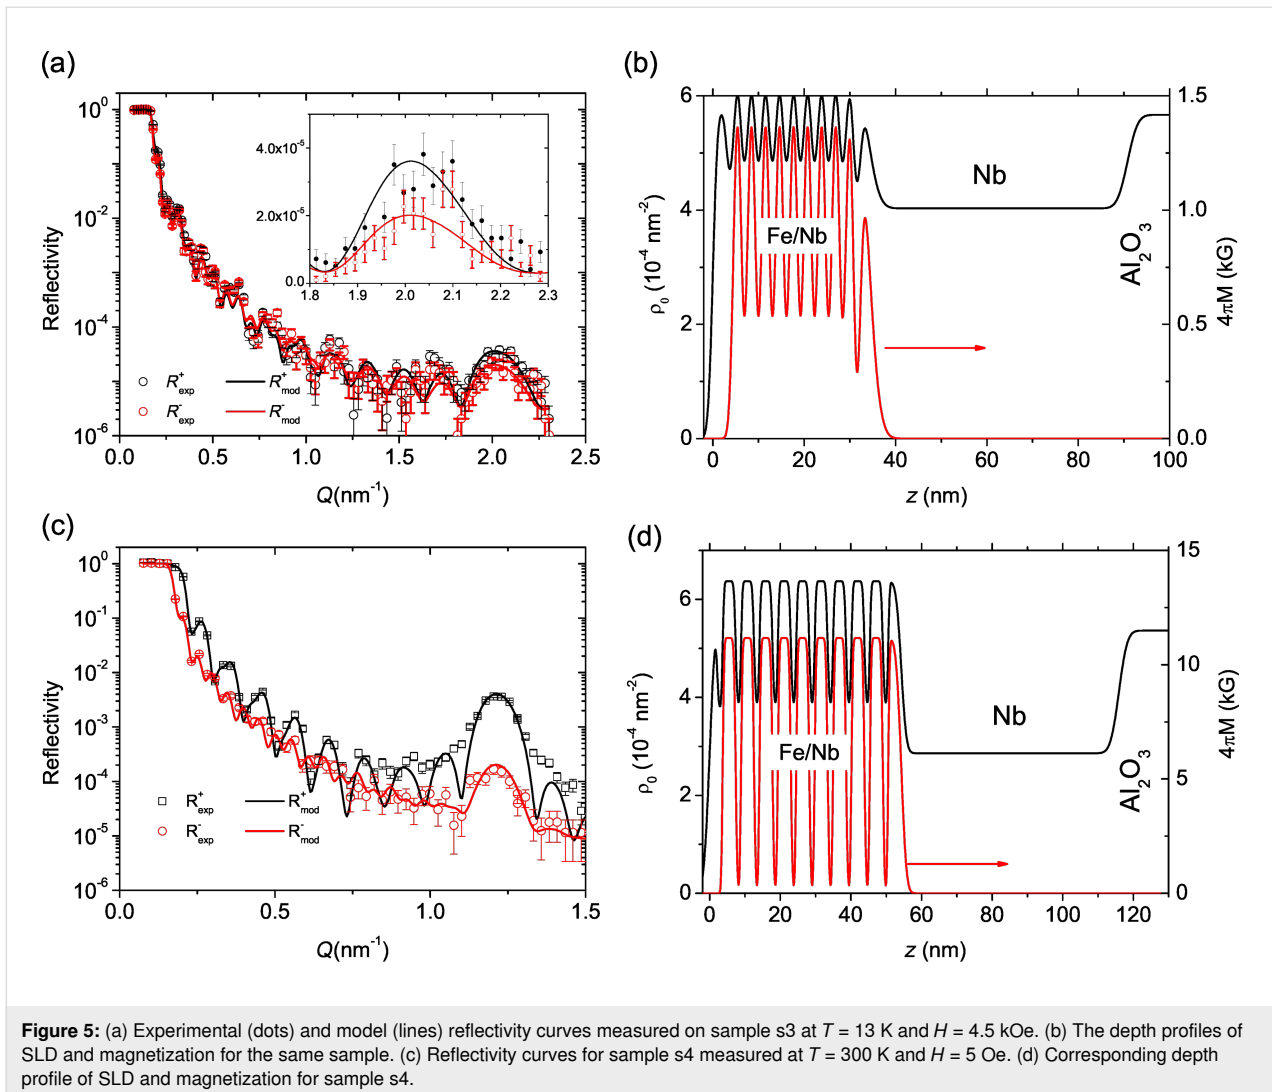 (a)
10⁰
10⁻²
10⁻⁴
10⁻⁶
Reflectivity
4.0x10⁻⁵
2.0x10⁻⁵
0.0
1.8 1.9 2.0 2.1 2.2 2.3
R⁺exp R⁺mod
R⁻exp R⁻mod
0.0 0.5 1.0 1.5 2.0 2.5
Q(nm⁻¹)
(b)
6
4
2
0
ρ₀ (10⁻⁴ nm⁻²)
Fe/Nb
Nb
Al₂O₃
1.5
1.0
0.5
0.0
4πM (kG)
0 20 40 60 80 100
z (nm)
(c)
10⁰
10⁻¹
10⁻²
10⁻³
10⁻⁴
10⁻⁵
10⁻⁶
Reflectivity
R⁺exp R⁺mod
R⁻exp R⁻mod
0.0 0.5 1.0 1.5
Q(nm⁻¹)
(d)
6
4
2
0
ρ₀ (10⁻⁴ nm⁻²)
Fe/Nb
Nb
Al₂O₃
15
10
5
0
4πM (kG)
0 20 40 60 80 100 120
z (nm)
Figure 5: (a) Experimental (dots) and model (lines) reflectivity curves measured on sample s3 at T = 13 K and H = 4.5 kOe. (b) The depth profiles of
SLD and magnetization for the same sample. (c) Reflectivity curves for sample s4 measured at T = 300 K and H = 5 Oe. (d) Corresponding depth
profile of SLD and magnetization for sample s4.